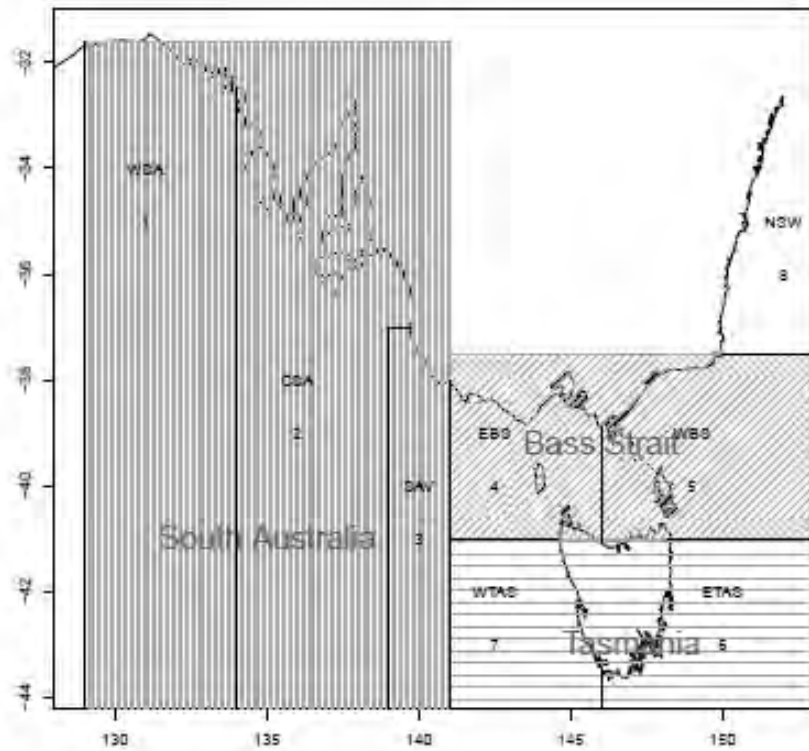 -32
-34
-36
-38
-40
-42
-44
WSA
1
NSW
8
CSA
2
EBS
4
WBS
5
Bass Strait
SAV
3
South Australia
WTAS
7
ETAS
6
Tasmania
130
135
140
145
150